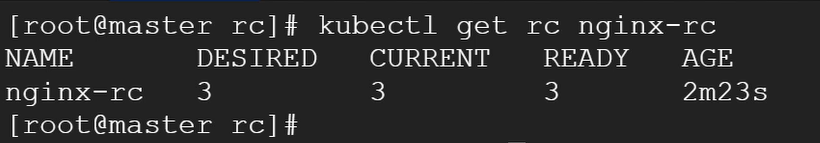 [root@master rc]# kubectl get rc nginx-rc
NAME DESIRED CURRENT READY AGE
nginx-rc 3 3 3 2m23s
[root@master rc]#